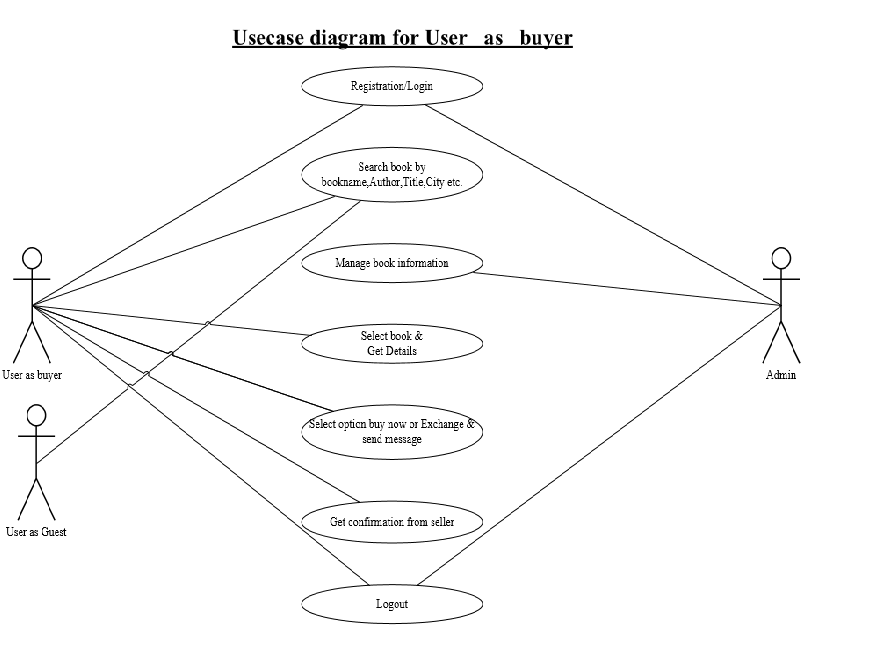 Usecase diagram for User as buyer
Registration/Login
Search book by
bookname,Author,Title,City etc.
Manage book information
Select book &
Get Details
User as buyer
Admin
Select option buy now or Exchange &
send message
Get confirmation from seller
User as Guest
Logout